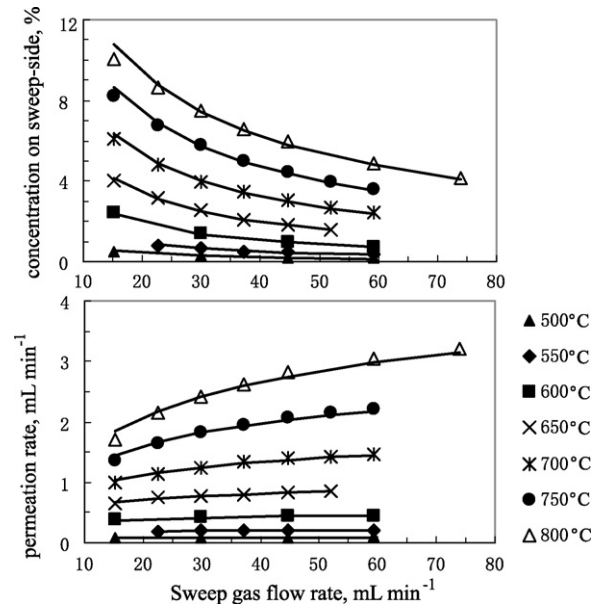 concentration on sweep-side, %
12
8
4
0
10 20 30 40 50 60 70 80
permeation rate, mL min⁻¹
4
3
2
1
0
10 20 30 40 50 60 70 80
Sweep gas flow rate, mL min⁻¹
500°C
550°C
600°C
650°C
700°C
750°C
800°C